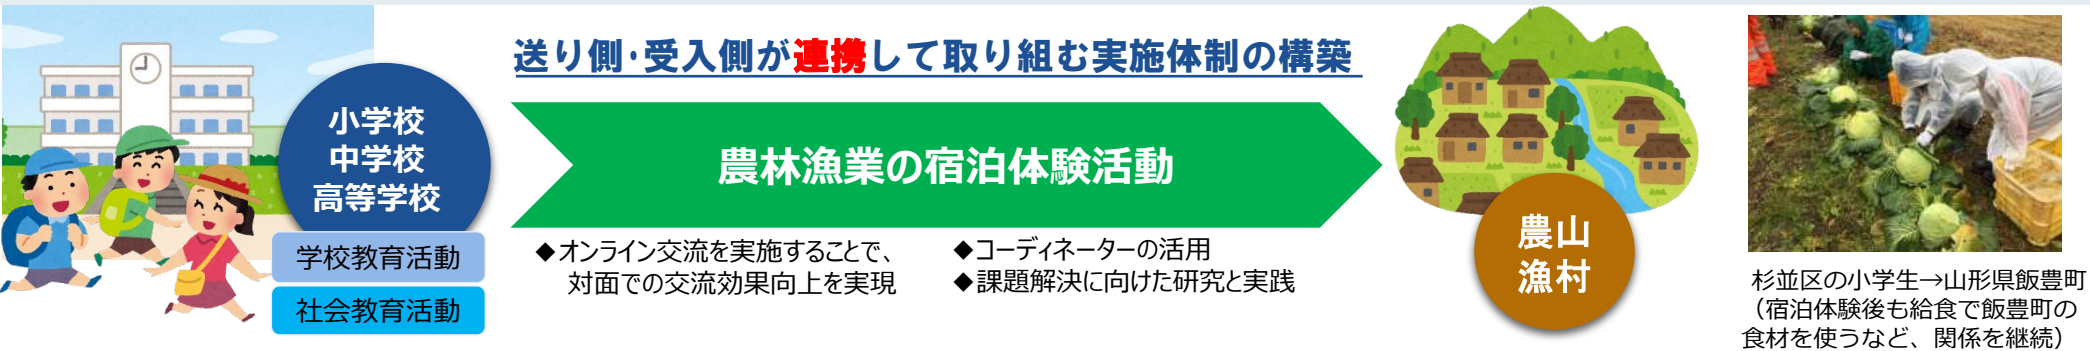 送り側・受入側が連携して取り組む実施体制の構築
小学校
中学校
高等学校
学校教育活動
社会教育活動
農林漁業の宿泊体験活動
◆オンライン交流を実施することで、
対面での交流効果向上を実現
◆コーディネーターの活用
◆課題解決に向けた研究と実践
農山
漁村
杉並区の小学生→山形県飯豊町
（宿泊体験後も給食で飯豊町の
食材を使うなど、関係を継続）